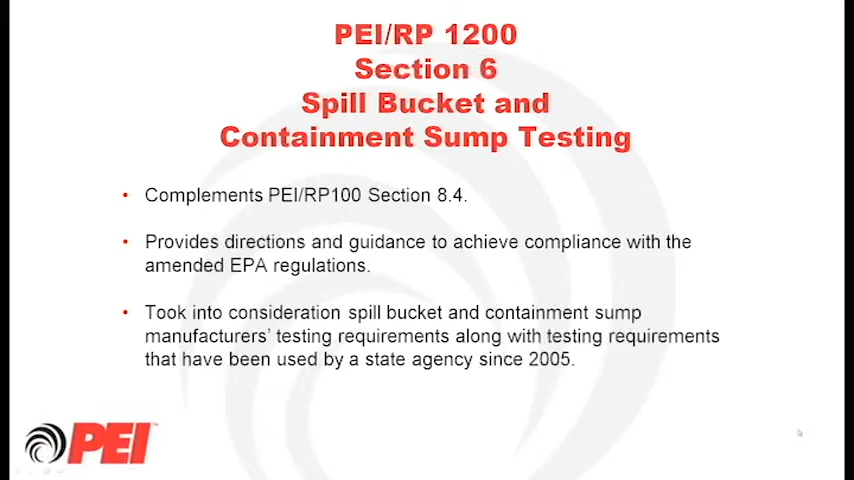 PEI/RP 1200
Section 6
Spill Bucket and
Containment Sump Testing
• Complements PEI/RP100 Section 8.4.
• Provides directions and guidance to achieve compliance with the
amended EPA regulations.
• Took into consideration spill bucket and containment sump
manufacturers' testing requirements along with testing requirements
that have been used by a state agency since 2005.
PEI™